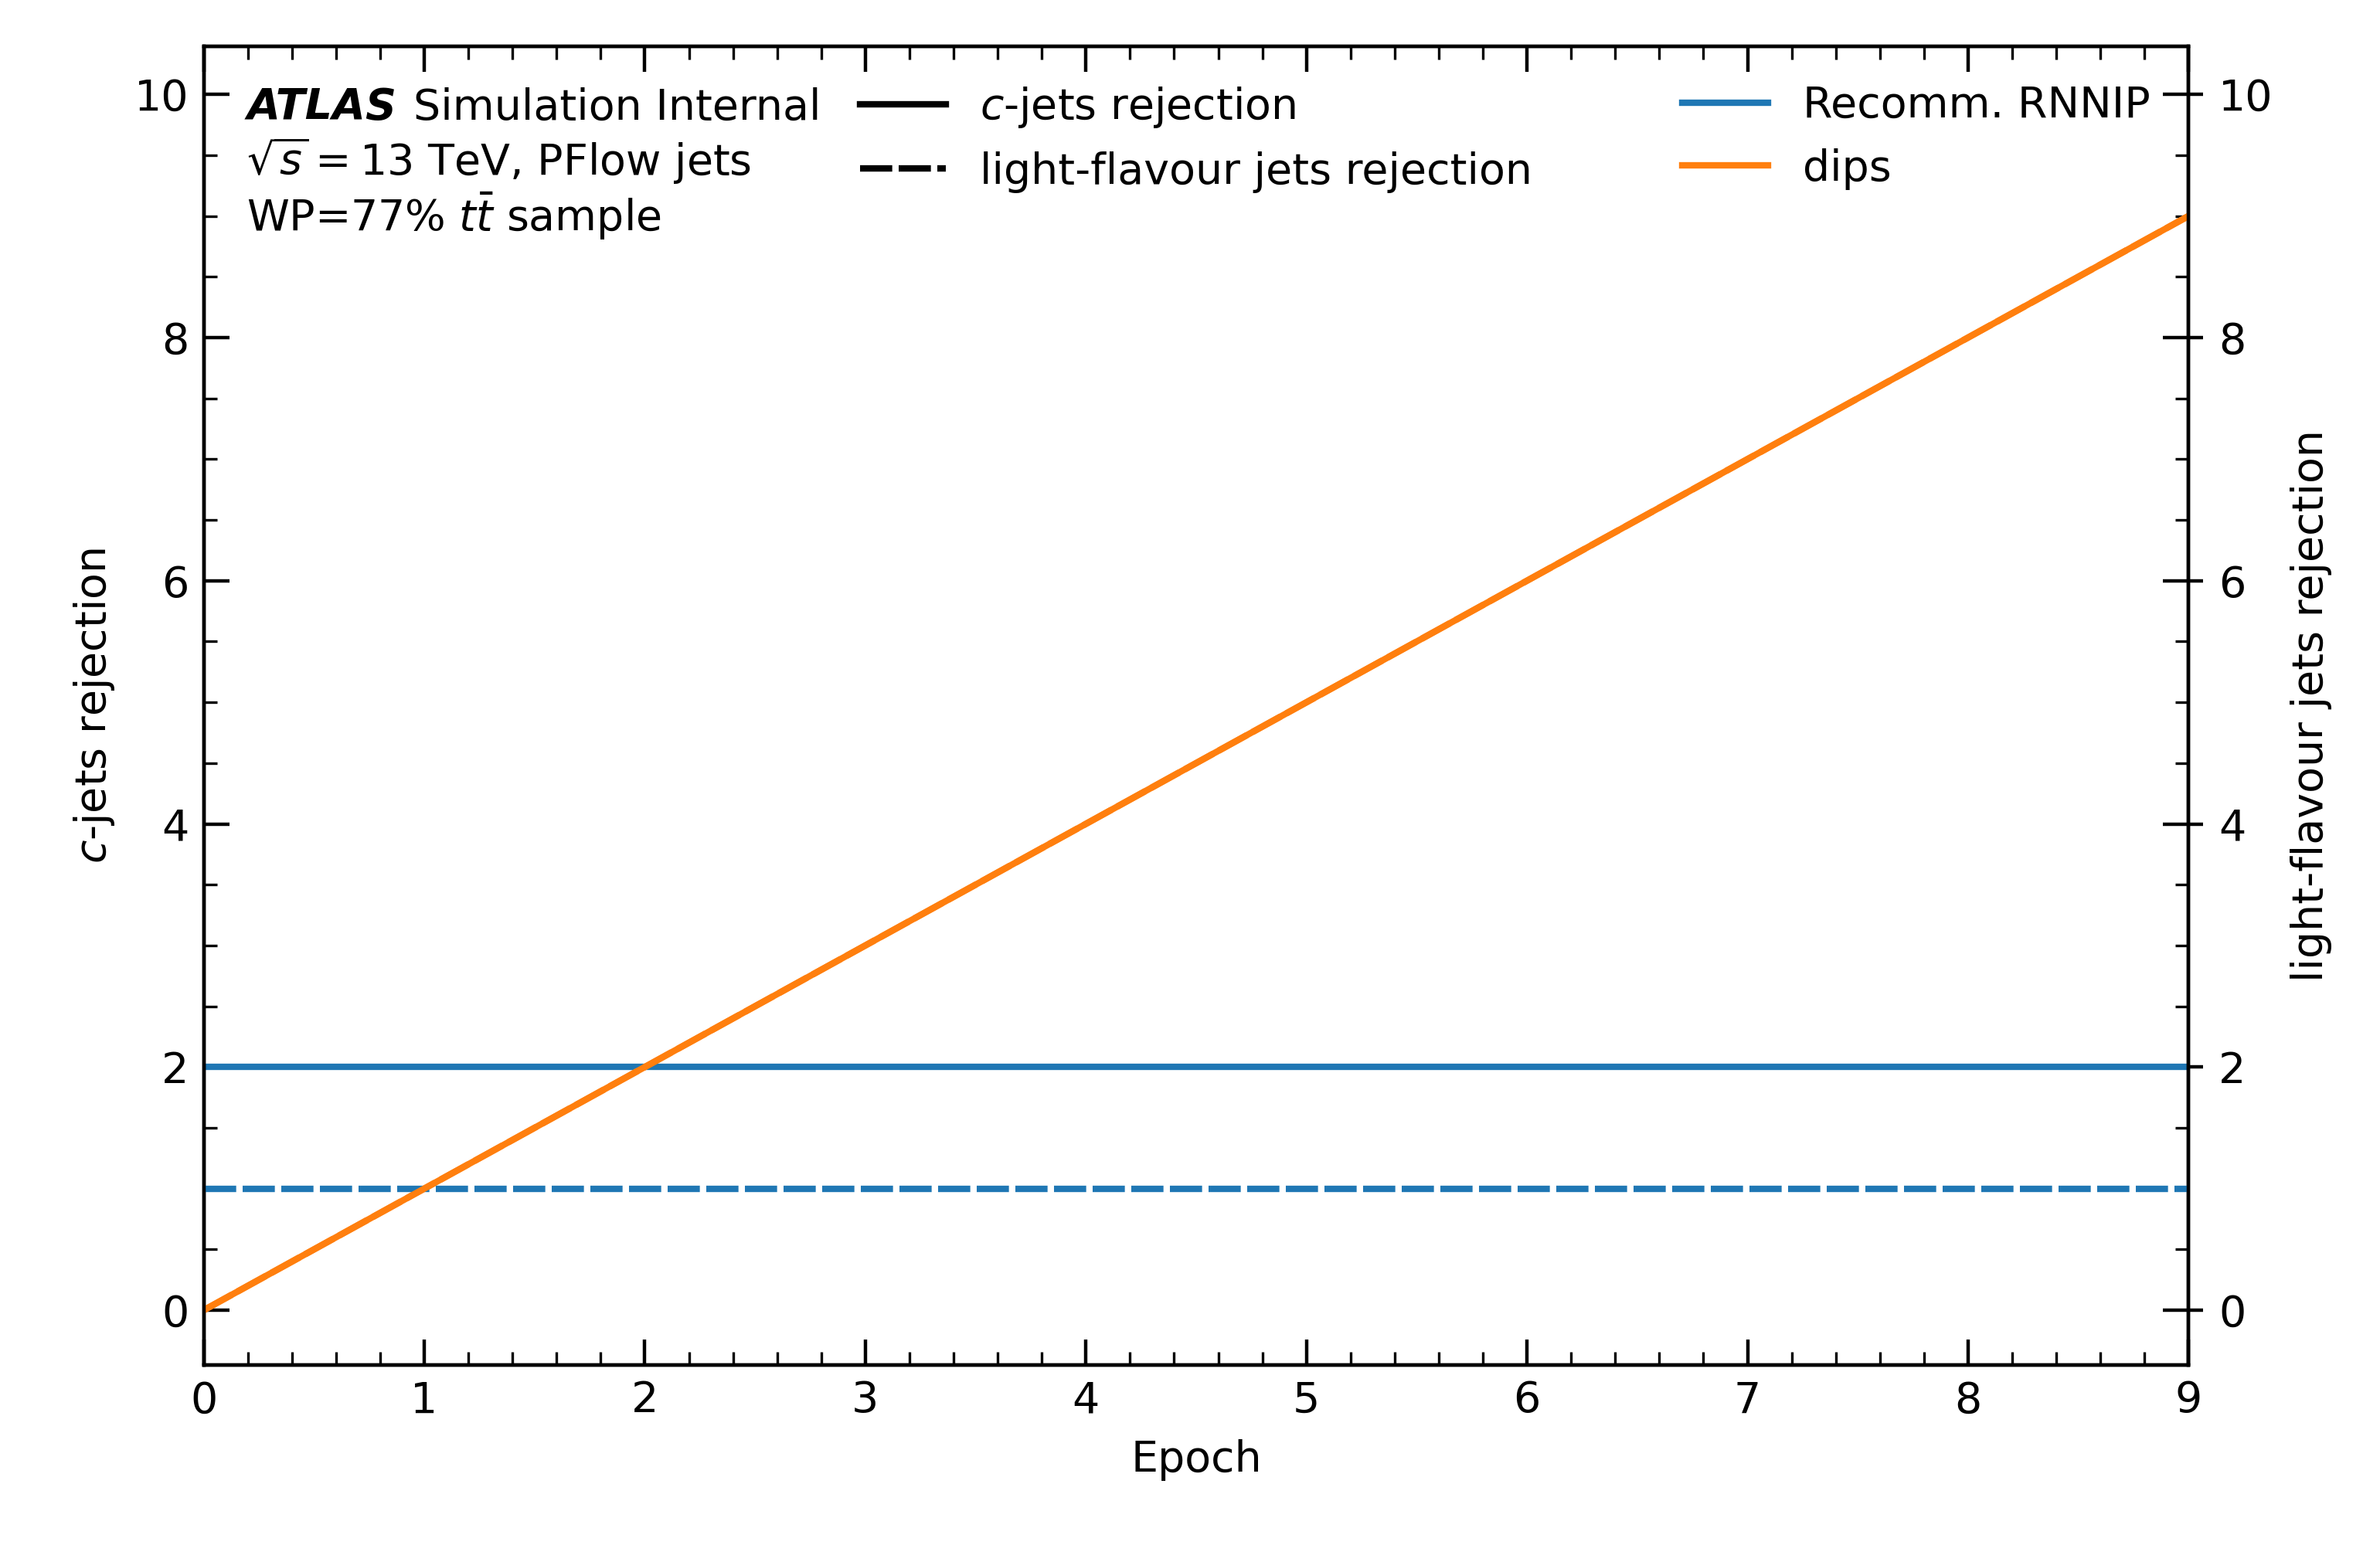 ATLAS Simulation Internal
√s = 13 TeV, PFlow jets
WP=77% tt̄ sample
c-jets rejection
light-flavour jets rejection
Recomm. RNNIP
dips
c-jets rejection
10
8
6
4
2
0
10
8
6
4
2
0
light-flavour jets rejection
0 1 2 3 4 5 6 7 8 9
Epoch